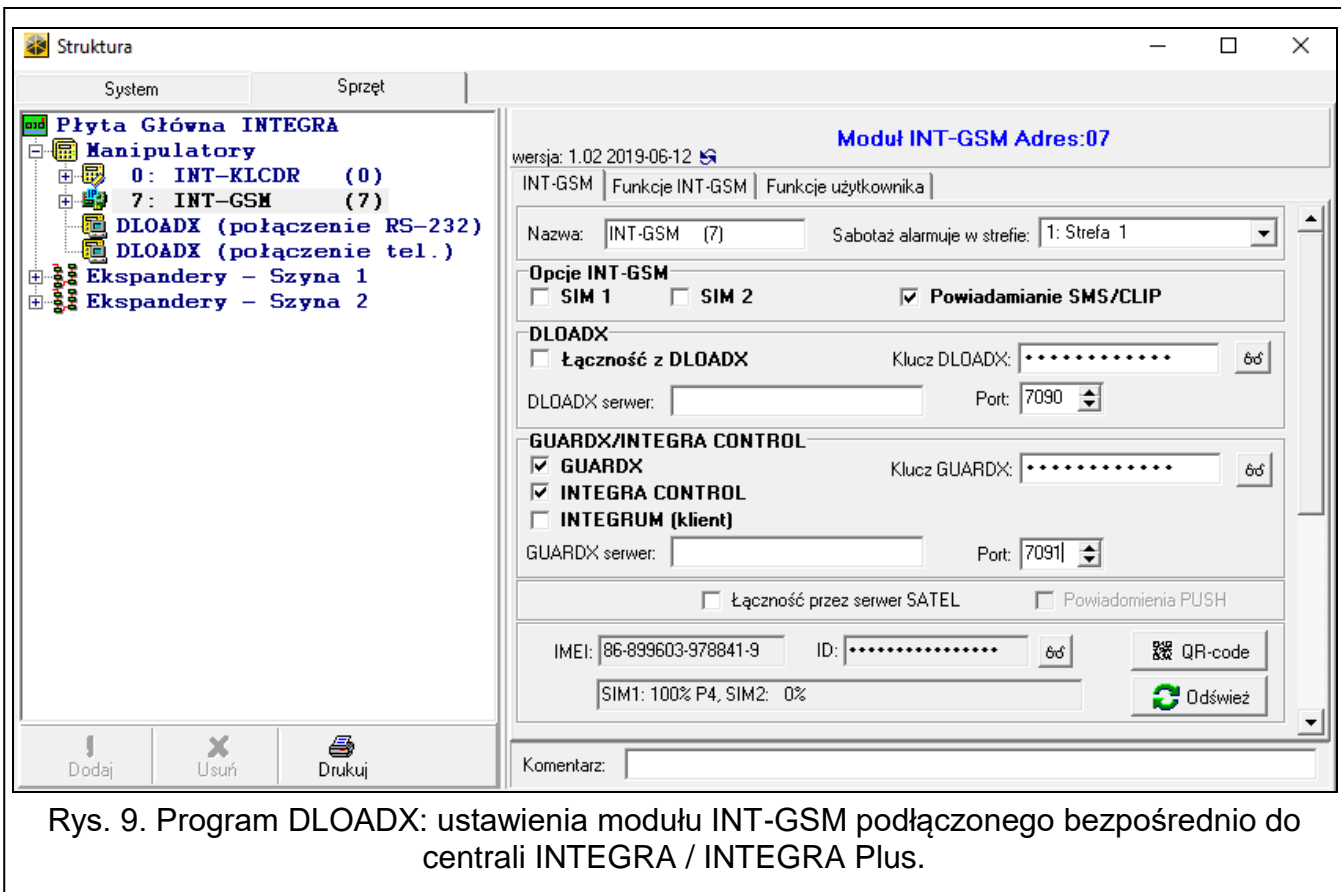 Struktura
System Sprzęt
Płyta Główna INTEGRA
Manipulatory
0: INT-KLCDR (0)
7: INT-GSM (7)
DLOADX (połączenie RS-232)
DLOADX (połączenie tel.)
Ekspandery - Szyna 1
Ekspandery - Szyna 2
Dodaj Usuń Drukuj
Moduł INT-GSM Adres:07
wersja: 1.02 2019-06-12
INT-GSM Funkcje INT-GSM Funkcje użytkownika
Nazwa: INT-GSM (7) Sabotaż alarmuje w strefie: 1: Strefa 1
Opcje INT-GSM
SIM 1 SIM 2 Powiadamianie SMS/CLIP
DLOADX
Łączność z DLOADX Klucz DLOADX: ••••••••••••
DLOADX serwer: Port: 7090
GUARDX/INTEGRA CONTROL
GUARDX Klucz GUARDX: ••••••••••••
INTEGRA CONTROL
INTEGRUM (klient)
GUARDX serwer: Port: 7091
Łączność przez serwer SATEL Powiadomienia PUSH
IMEI: 86-899603-978841-9 ID: •••••••••••••••• QR-code
SIM1: 100% P4, SIM2: 0% Odśwież
Komentarz:
Rys. 9. Program DLOADX: ustawienia modułu INT-GSM podłączonego bezpośrednio do
centrali INTEGRA / INTEGRA Plus.